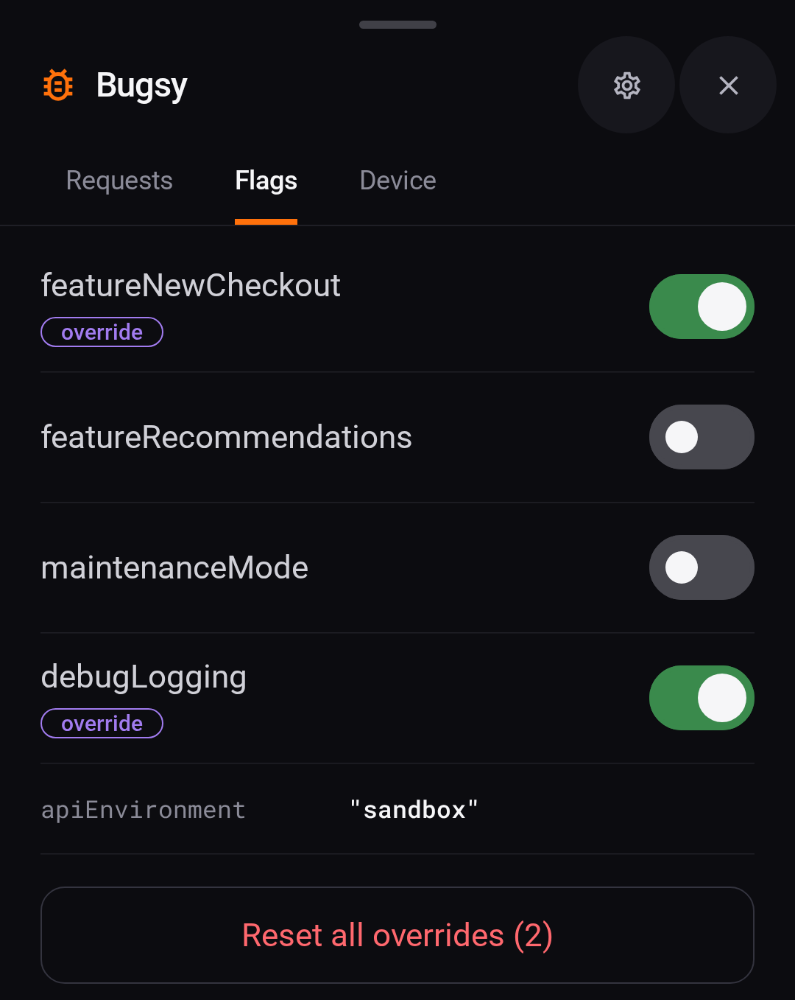 Bugsy
Requests Flags Device
featureNewCheckout
override
featureRecommendations
maintenanceMode
debugLogging
override
apiEnvironment "sandbox"
Reset all overrides (2)